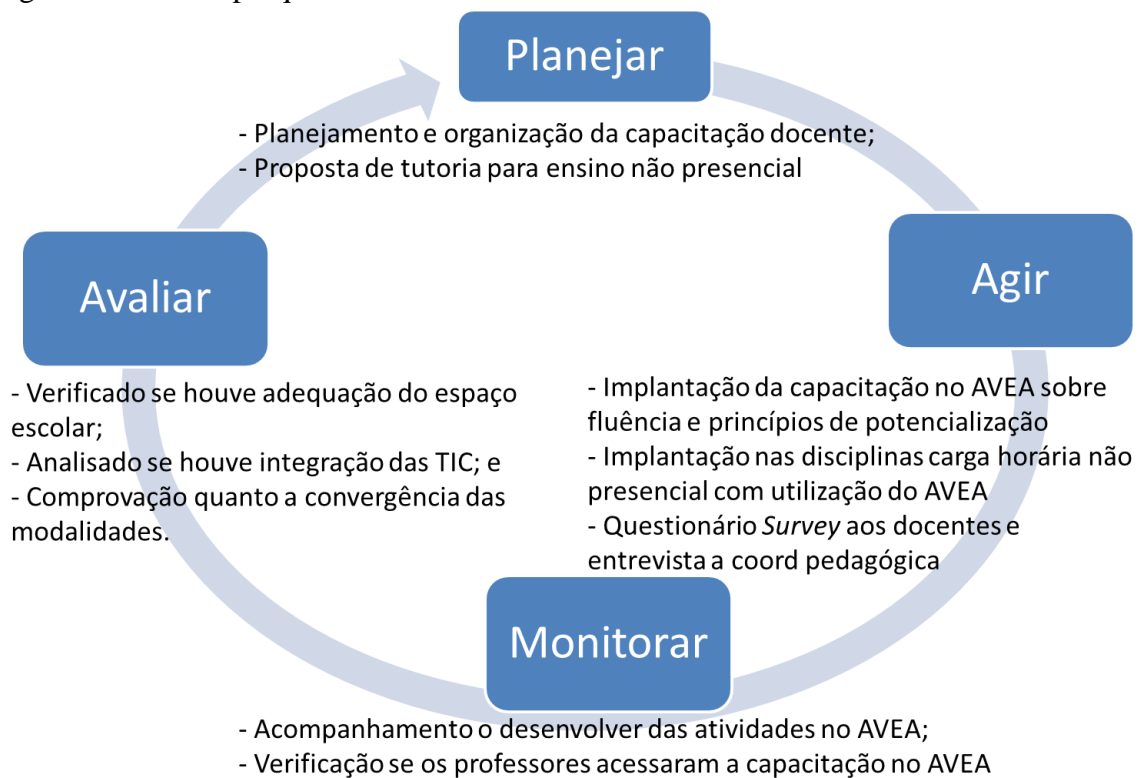 Planejar
- Planejamento e organização da capacitação docente;
- Proposta de tutoria para ensino não presencial
Agir
- Implantação da capacitação no AVEA sobre
fluência e princípios de potencialização
- Implantação nas disciplinas carga horária não
presencial com utilização do AVEA
- Questionário Survey aos docentes e
entrevista a coord pedagógica
Monitorar
- Acompanhamento o desenvolver das atividades no AVEA;
- Verificação se os professores acessaram a capacitação no AVEA
Avaliar
- Verificado se houve adequação do espaço
escolar;
- Analisado se houve integração das TIC; e
- Comprovação quanto a convergência das
modalidades.